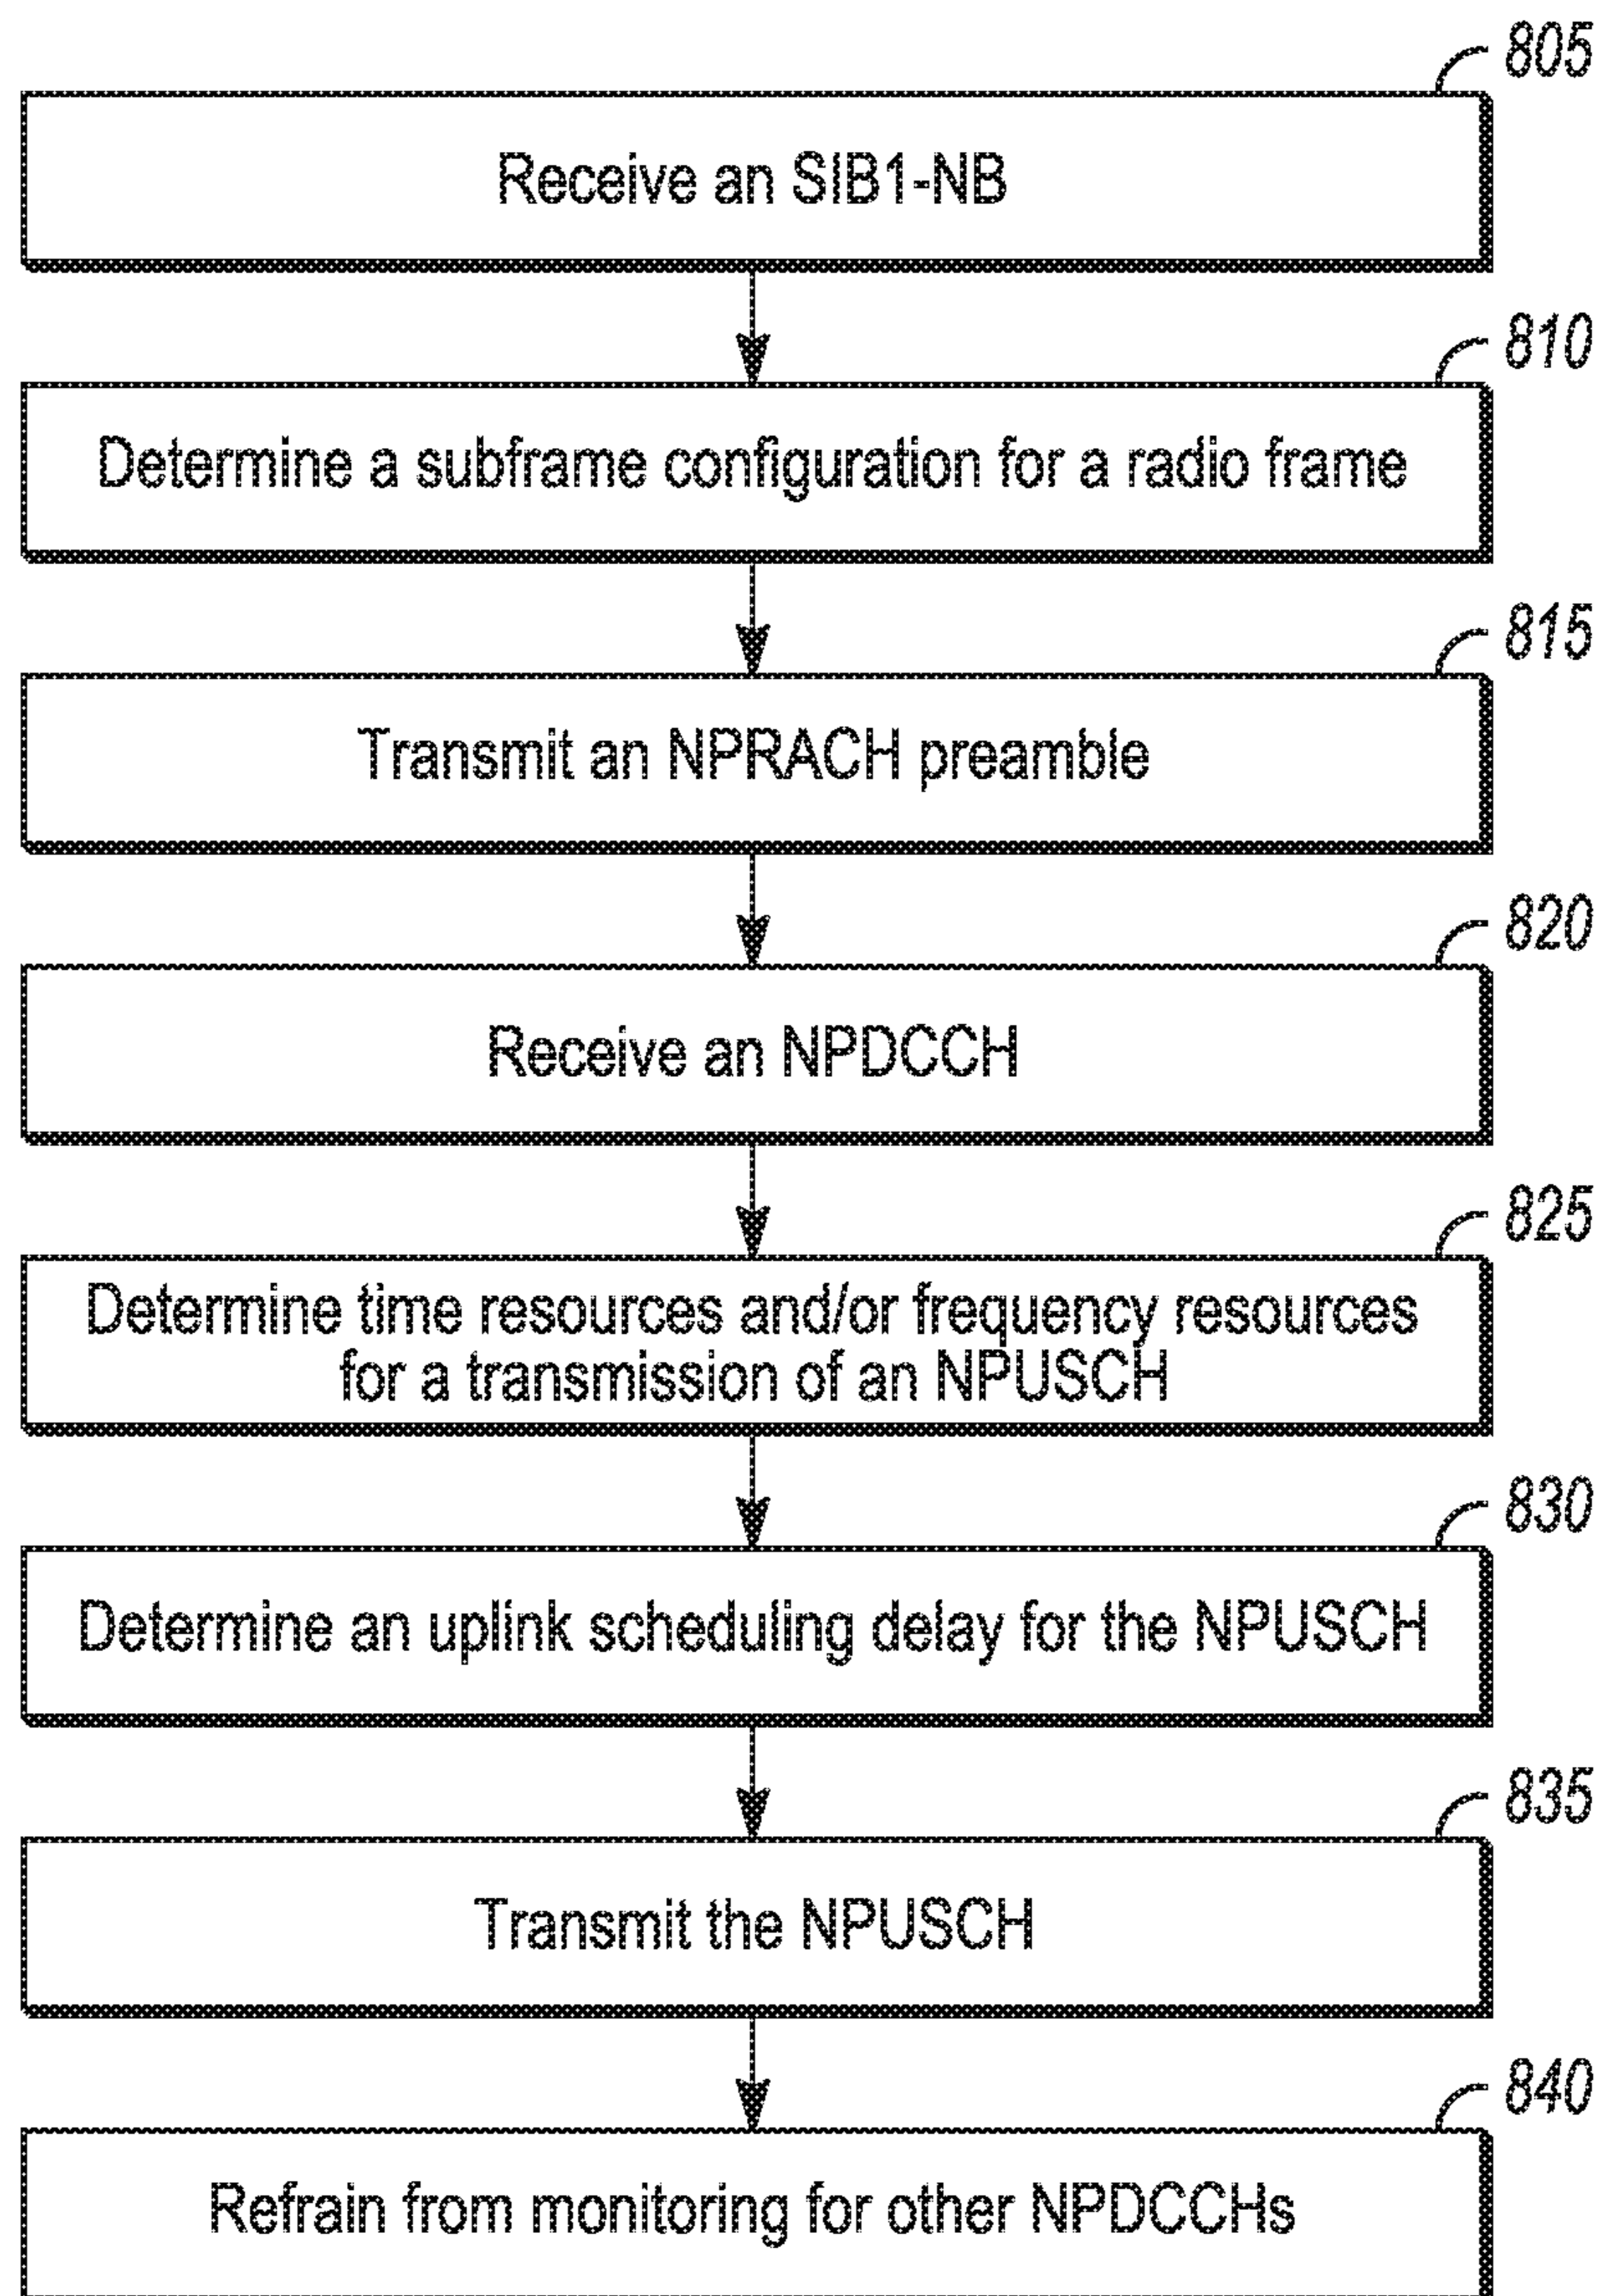 805
Receive an SIB1-NB
810
Determine a subframe configuration for a radio frame
815
Transmit an NPRACH preamble
820
Receive an NPDCCH
825
Determine time resources and/or frequency resources
for a transmission of an NPUSCH
830
Determine an uplink scheduling delay for the NPUSCH
835
Transmit the NPUSCH
840
Refrain from monitoring for other NPDCCHs